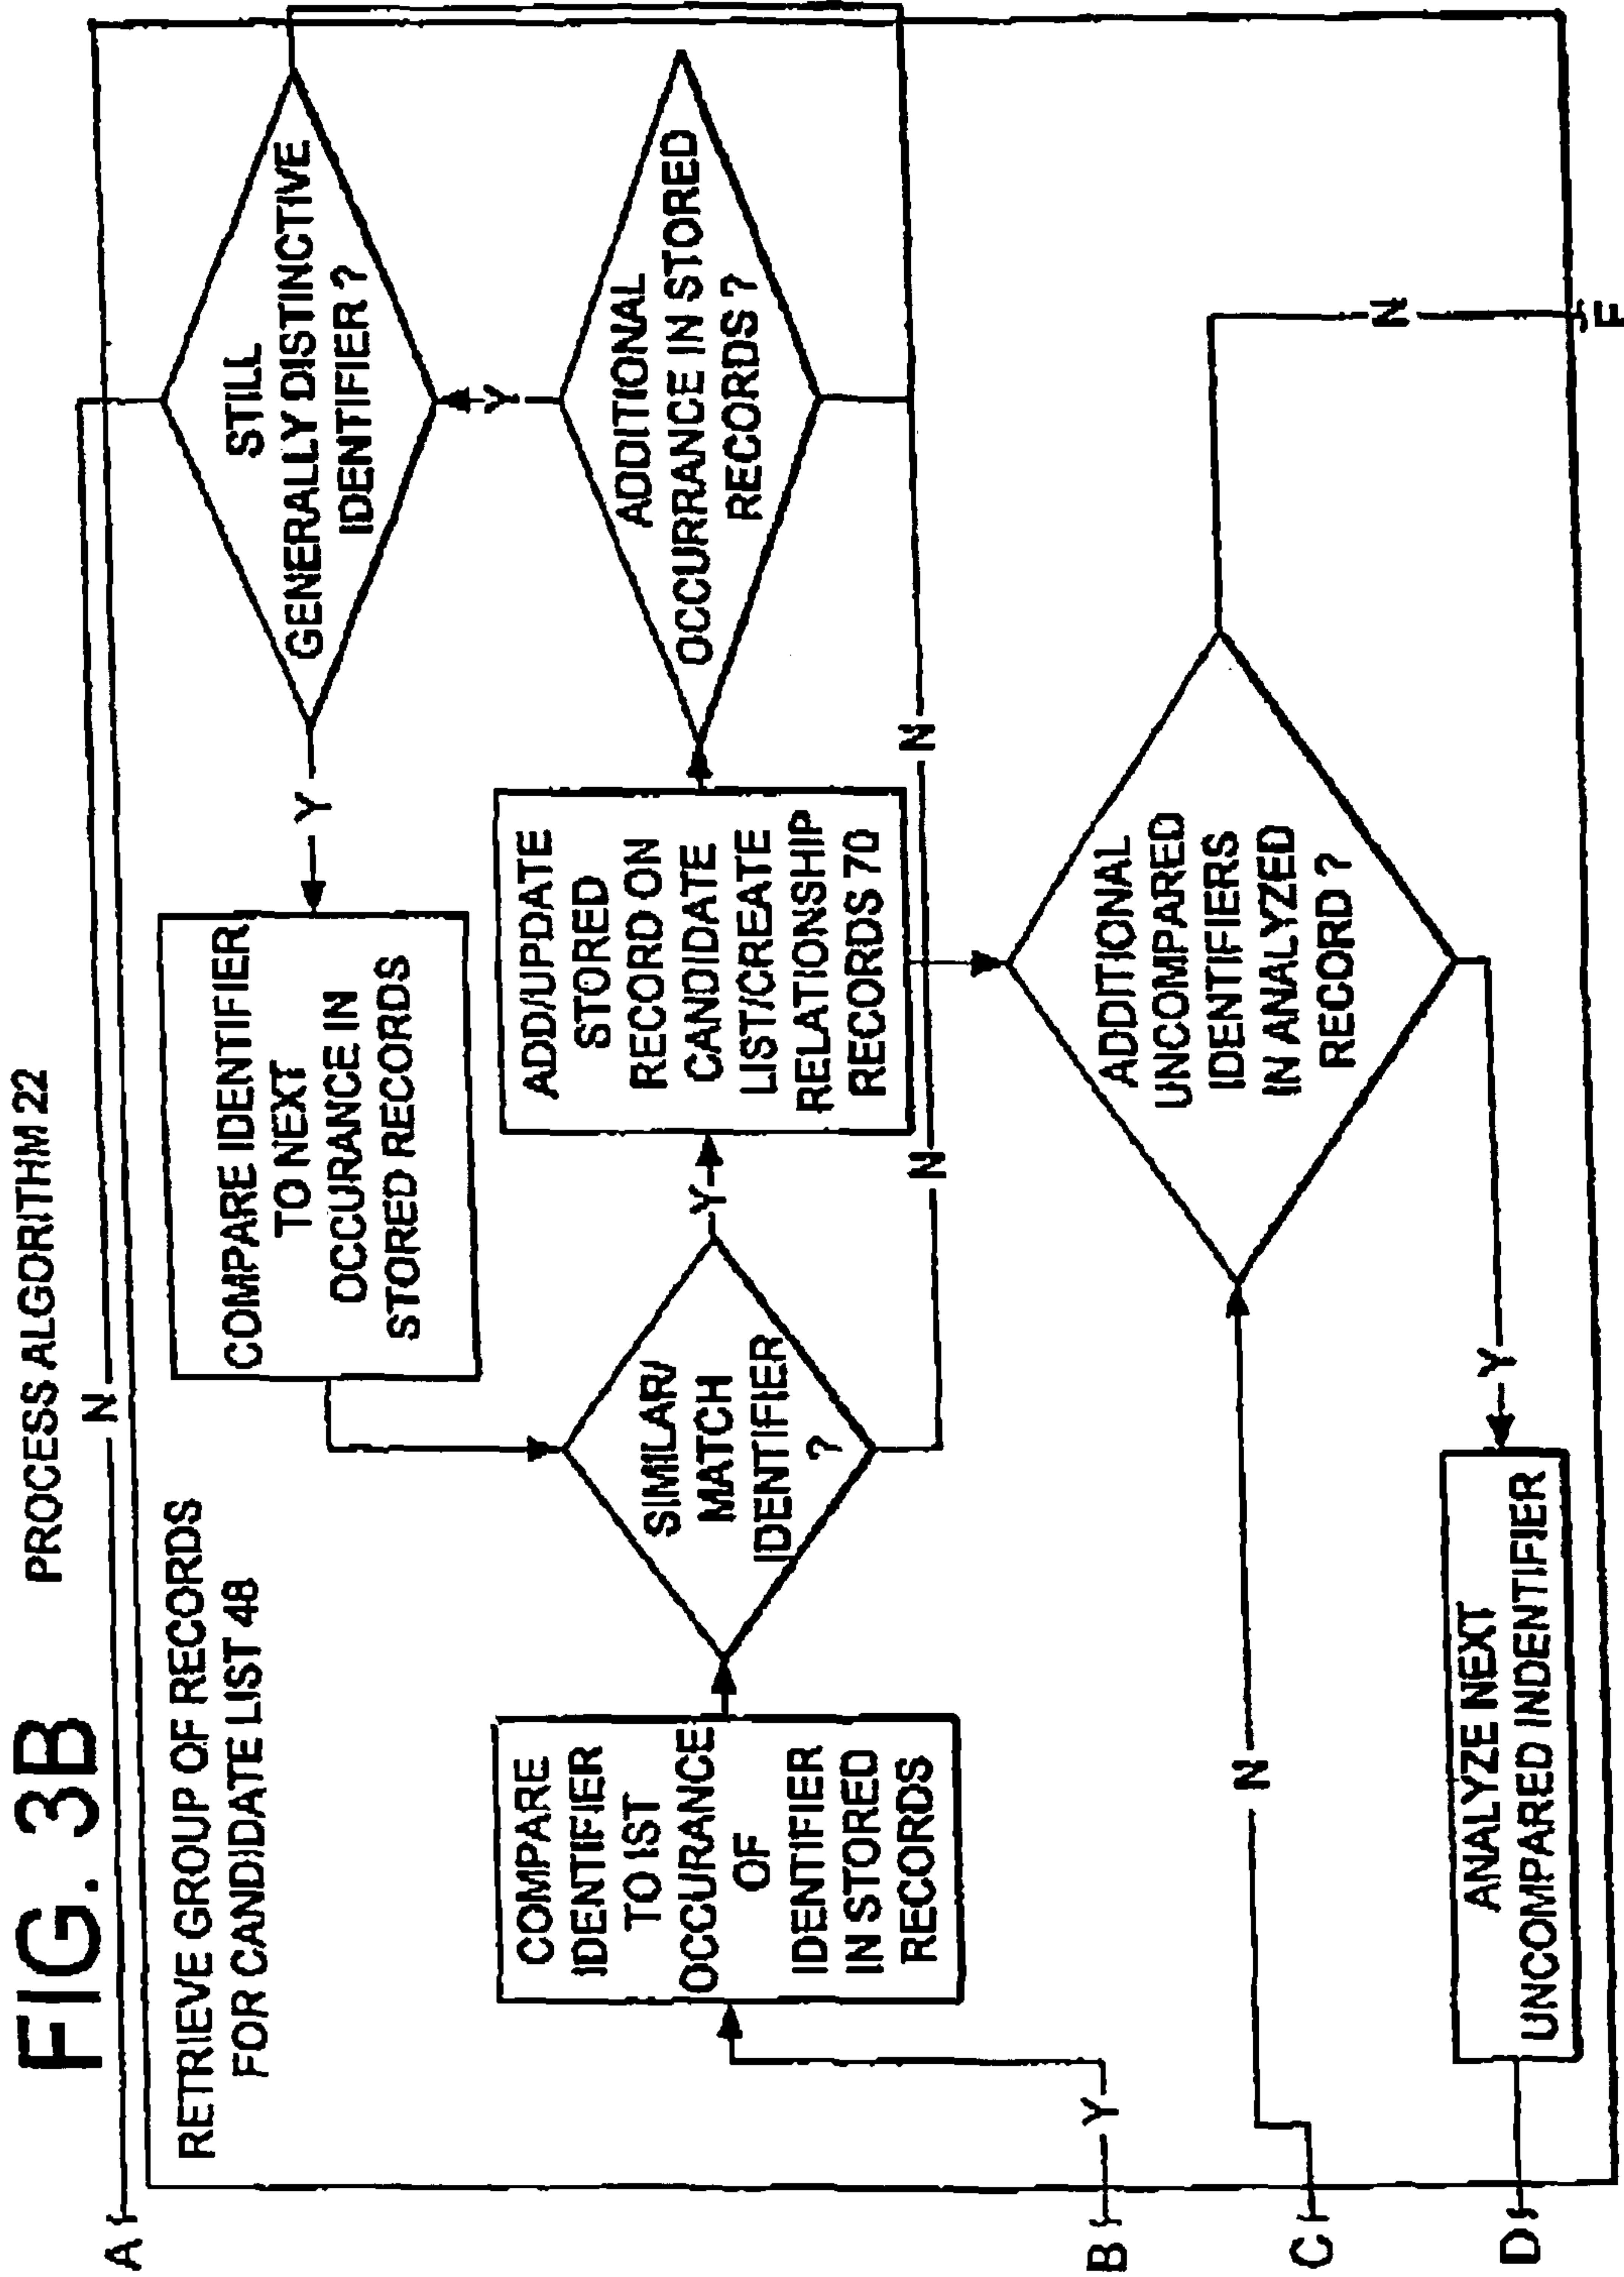 FIG. 3B
PROCESS ALGORITHM 22
A
N
RETRIEVE GROUP OF RECORDS
FOR CANDIDATE LIST 48
COMPARE IDENTIFIER
TO NEXT
OCCURANCE IN
STORED RECORDS
Y
STILL
GENERALLY DISTINCTIVE
IDENTIFIER ?
COMPARE
IDENTIFIER
TO IST
OCCURANCE
OF
IDENTIFIER
IN STORED
RECORDS
SIMILAR/
MATCH
IDENTIFIER
?
Y
ADD/UPDATE
STORED
RECORD ON
CANDIDATE
LIST/CREATE
RELATIONSHIP
RECORDS 70
ADDITIONAL
OCCURRANCE IN STORED
RECORDS ?
Y
N
N
B
Y
C
N
ADDITIONAL
UNCOMPARED
IDENTIFIERS
IN ANALYZED
RECORD ?
N
D
ANALYZE NEXT
UNCOMPARED INDENTIFIER
Y